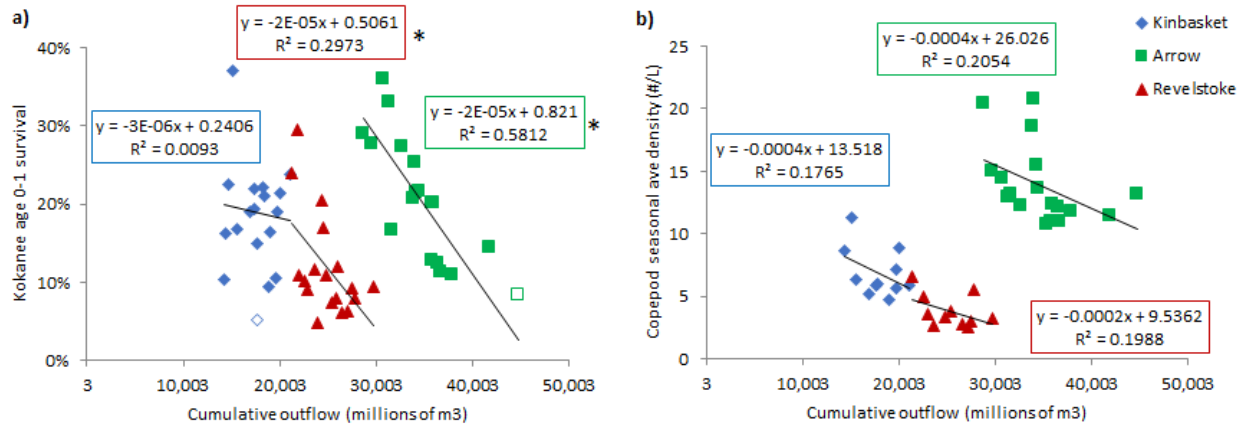 a)
y = -2E-05x + 0.5061
R² = 0.2973
*
40%
30%
20%
10%
0%
Kokanee age 0-1 survival
y = -3E-06x + 0.2406
R² = 0.0093
y = -2E-05x + 0.821
R² = 0.5812
*
3
10,003
20,003
30,003
40,003
50,003
Cumulative outflow (millions of m3)
b)
25
20
15
10
5
0
Copepod seasonal ave density (#/L)
y = -0.0004x + 26.026
R² = 0.2054
y = -0.0004x + 13.518
R² = 0.1765
y = -0.0002x + 9.5362
R² = 0.1988
Kinbasket
Arrow
Revelstoke
3
10,003
20,003
30,003
40,003
50,003
Cumulative outflow (millions of m3)